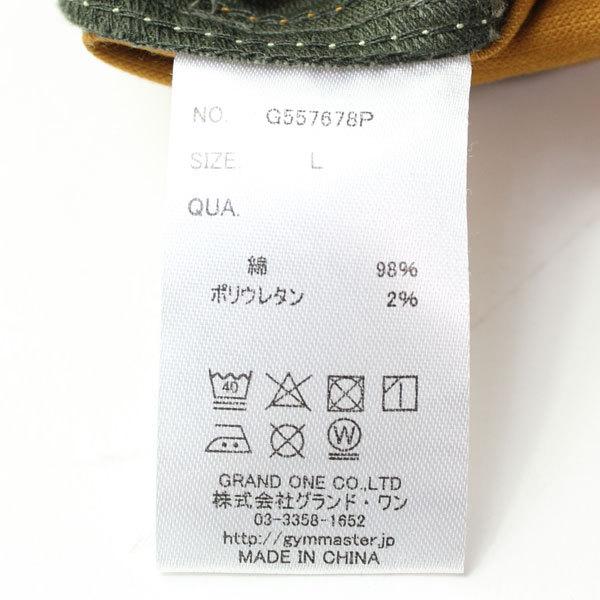 NO. G557678P
SIZE L
QUA.
綿 98%
ポリウレタン 2%
40
W
GRAND ONE CO.,LTD
株式会社グランド・ワン
03-3358-1652
http://gymmaster.jp
MADE IN CHINA